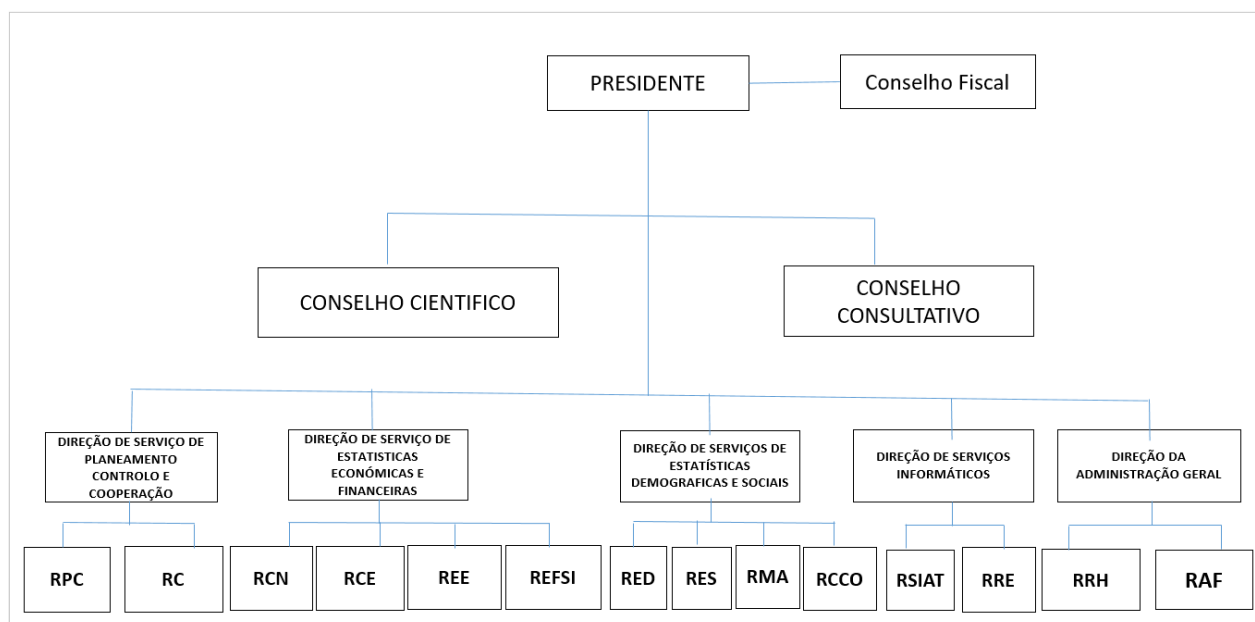 PRESIDENTE
Conselho Fiscal
CONSELHO CIENTIFICO
CONSELHO
CONSULTATIVO
DIREÇÃO DE SERVIÇO DE
PLANEAMENTO
CONTROLO E
COOPERAÇÃO
DIREÇÃO DE SERVIÇO DE
ESTATISTICAS
ECONÓMICAS E
FINANCEIRAS
DIREÇÃO DE SERVIÇOS DE
ESTATÍSTICAS
DEMOGRAFICAS E SOCIAIS
DIREÇÃO DE SERVIÇOS
INFORMÁTICOS
DIREÇÃO DA
ADMINISTRAÇÃO GERAL
RPC
RC
RCN
RCE
REE
REFSI
RED
RES
RMA
RCCO
RSIAT
RRE
RRH
RAF